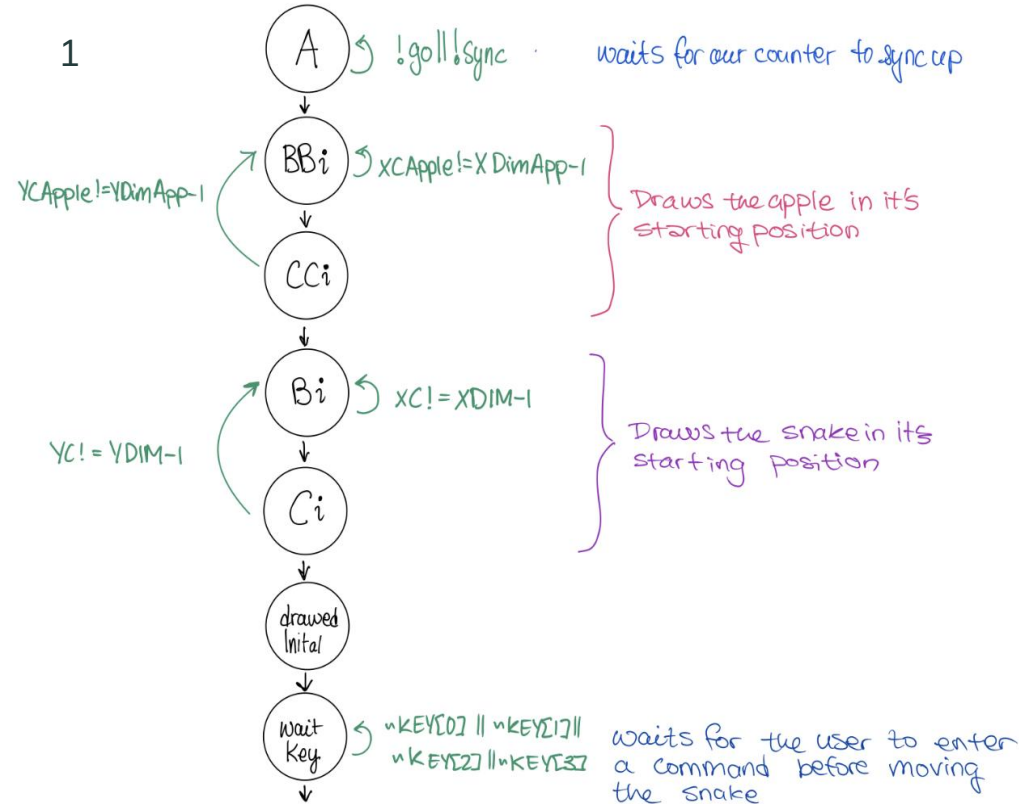 1
A
!go||!sync
waits for our counter to sync up
BBi
XCApple!=XDimApp-1
YCApple!=YDimApp-1
Draws the apple in it's
starting position
CCi
Bi
XC!=XDIM-1
YC!=YDIM-1
Draws the snake in it's
starting position
Ci
drawed
Inital
wait
Key
~KEY[0] || ~KEY[1]||
~KEY[2] ||~KEY[3]
waits for the user to enter
a command before moving
the snake